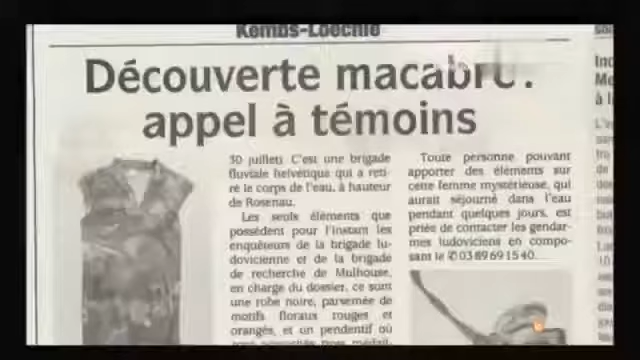 Kembs-Loechle
Découverte macabre :
appel à témoins
30 juillet). C'est une brigade
fluviale helvétique qui a reti-
ré le corps de l'eau, à hauteur
de Rosenau.
Les seuls éléments que
possèdent pour l'instant les
enquêteurs de la brigade lu-
dovicienne et de la brigade
de recherche de Mulhouse,
en charge du dossier, ce sont
une robe noire, parsemée de
motifs floraux rouges et
orangés, et un pendentif où
Toute personne pouvant
apporter des éléments sur
cette femme mystérieuse, qui
aurait séjourné dans l'eau
pendant quelques jours, est
priée de contacter les gendar-
mes ludoviciens en compo-
sant le ✆ 03 89 69 15 40.